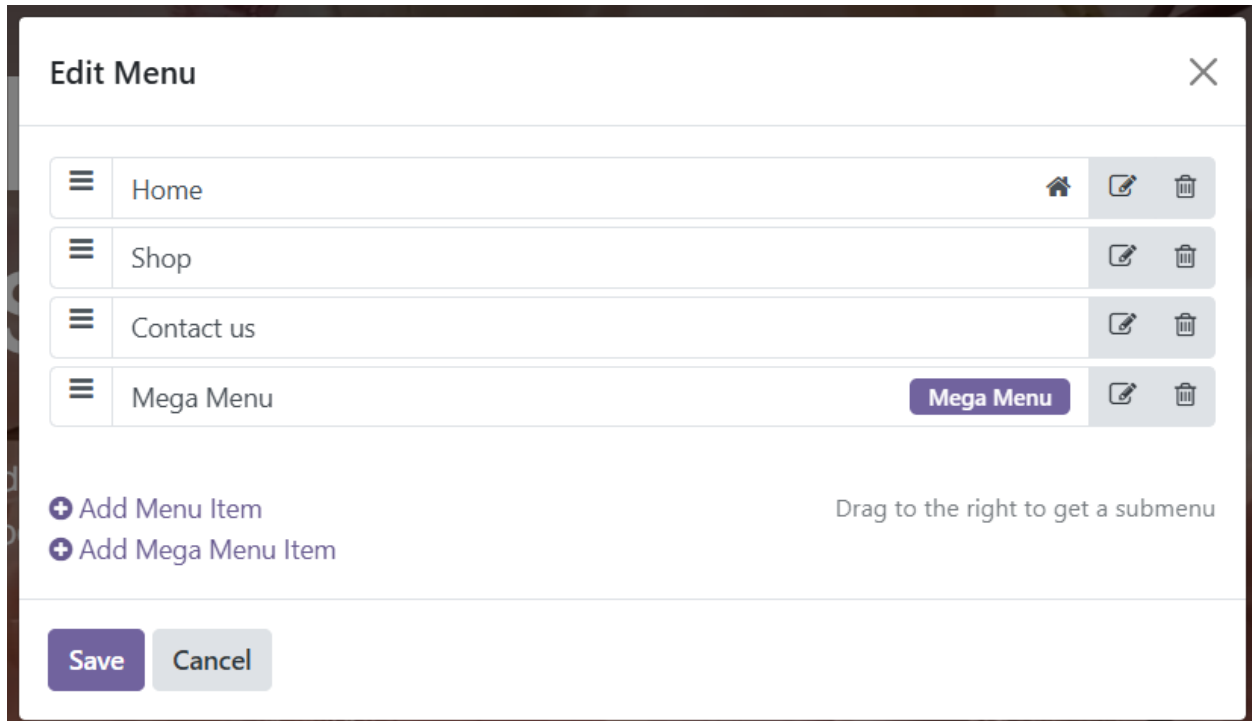 Edit Menu
Home
Shop
Contact us
Mega Menu Mega Menu
Add Menu Item Drag to the right to get a submenu
Add Mega Menu Item
Save Cancel